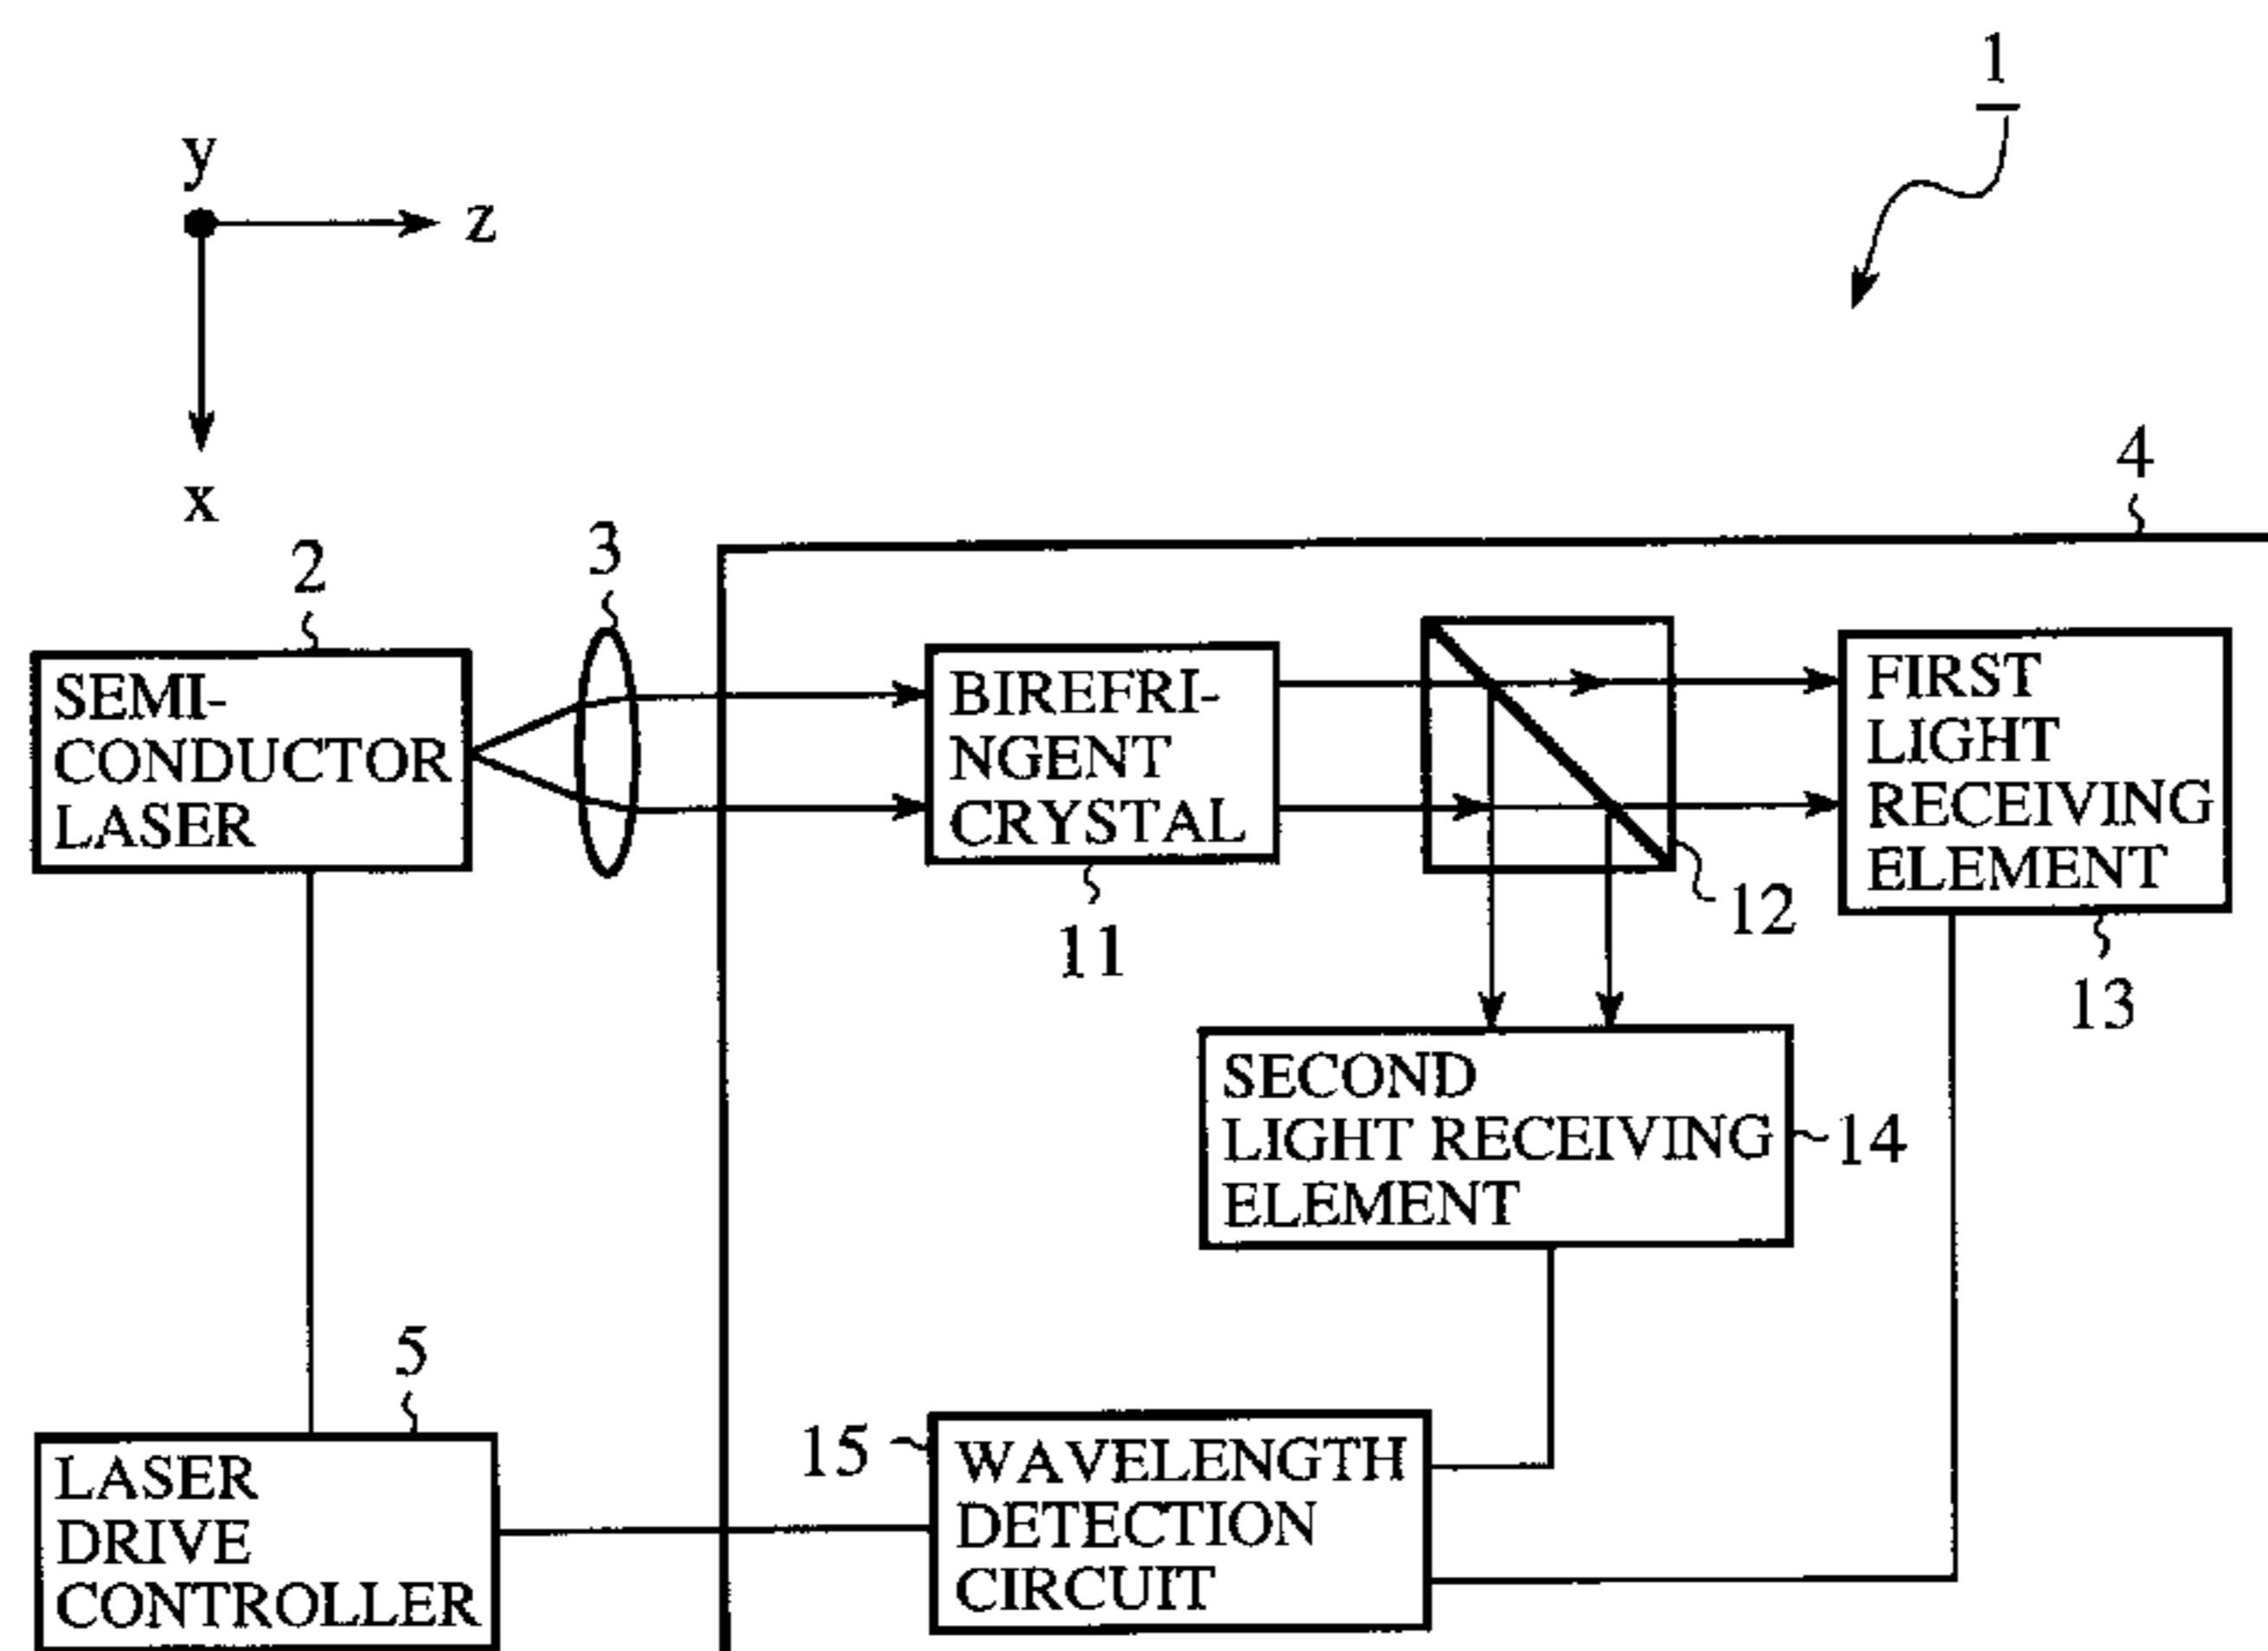 1
y
z
x
4
2
3
SEMI-
CONDUCTOR
LASER
BIREFRI-
NGENT
CRYSTAL
FIRST
LIGHT
RECEIVING
ELEMENT
11
12
13
SECOND
LIGHT RECEIVING
ELEMENT
14
5
15
LASER
DRIVE
CONTROLLER
WAVELENGTH
DETECTION
CIRCUIT